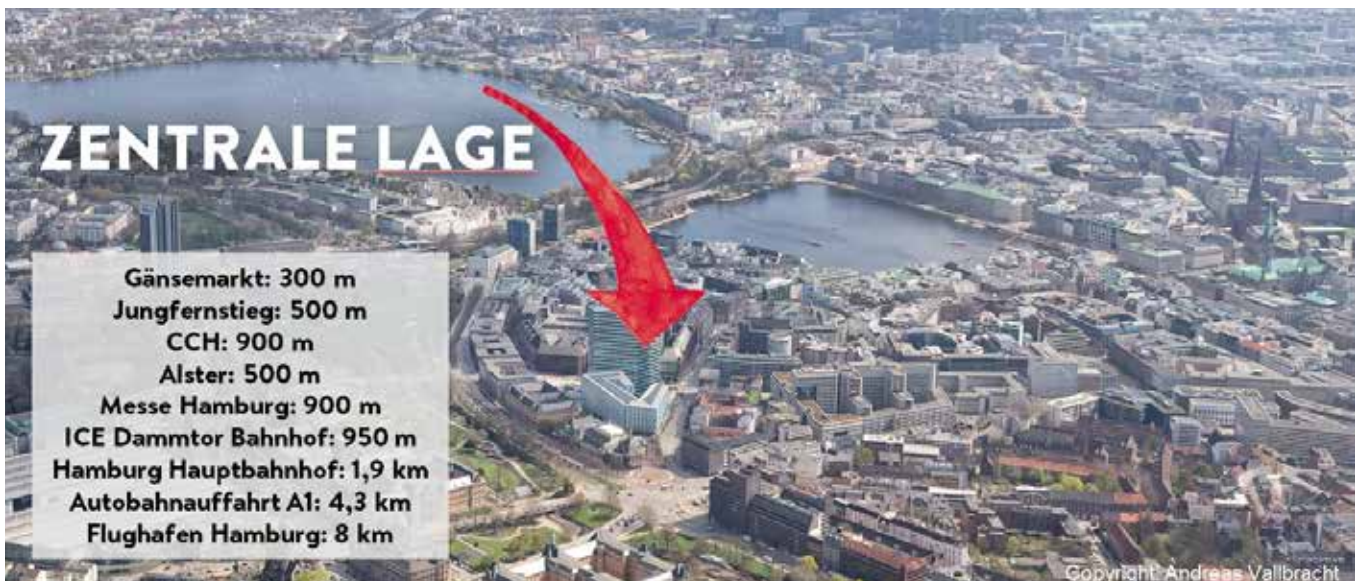 ZENTRALE LAGE
Gänsemarkt: 300 m
Jungfernstieg: 500 m
CCH: 900 m
Alster: 500 m
Messe Hamburg: 900 m
ICE Dammtor Bahnhof: 950 m
Hamburg Hauptbahnhof: 1,9 km
Autobahnauffahrt A1: 4,3 km
Flughafen Hamburg: 8 km
Copyright: Andreas Vallbracht